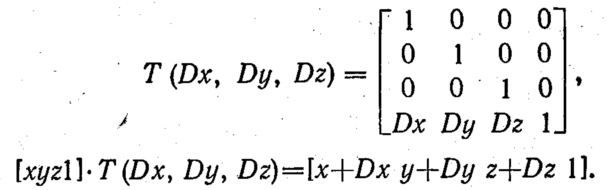 1 0 0 0
0 1 0 0
T (Dx, Dy, Dz) =
0 0 1 0 ,
Dx Dy Dz 1
[xyz1]·T (Dx, Dy, Dz)=[x+Dx y+Dy z+Dz 1].